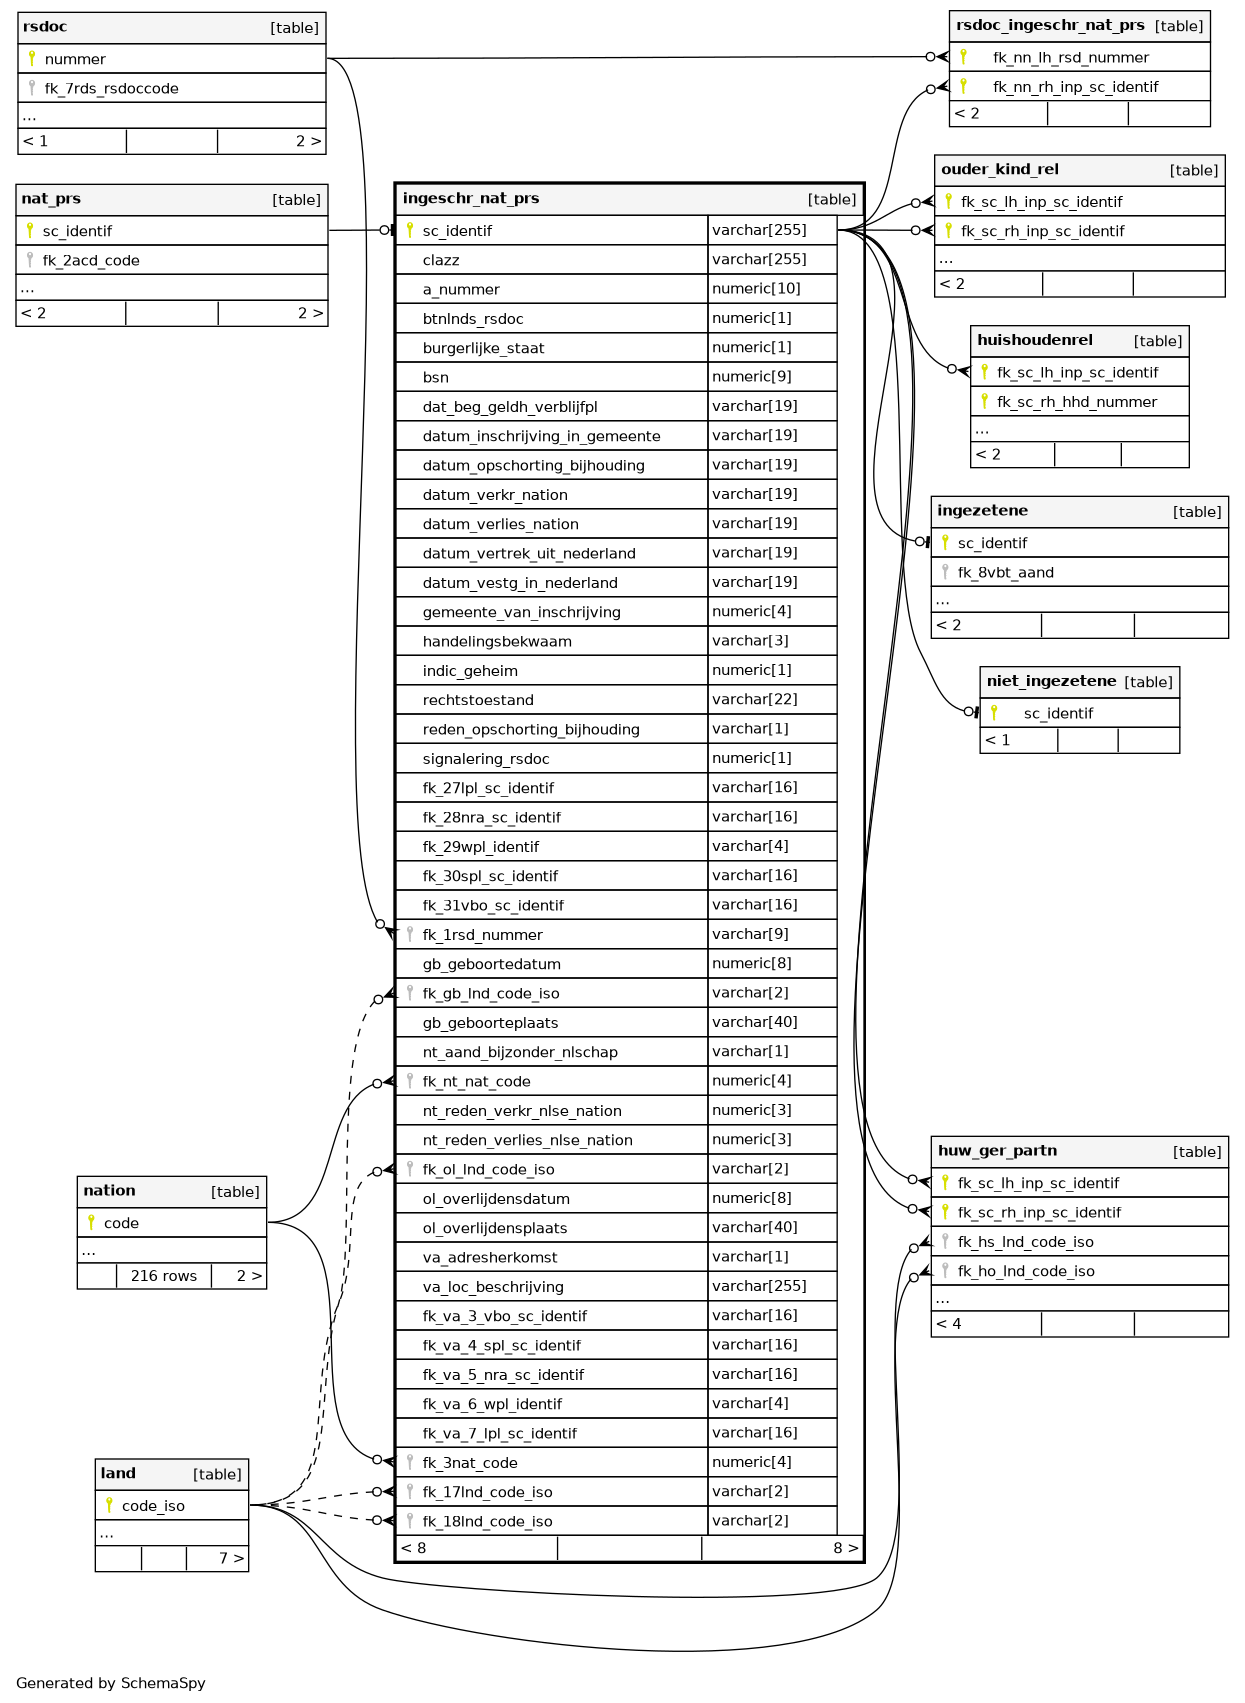 rsdoc [table]
nummer
fk_7rds_rsdoccode
...
< 1 2 >
nat_prs [table]
sc_identif
fk_2acd_code
...
< 2 2 >
nation [table]
code
...
216 rows 2 >
land [table]
code_iso
...
7 >
ingeschr_nat_prs [table]
sc_identif varchar[255]
clazz varchar[255]
a_nummer numeric[10]
btnlnds_rsdoc numeric[1]
burgerlijke_staat numeric[1]
bsn numeric[9]
dat_beg_geldh_verblijfpl varchar[19]
datum_inschrijving_in_gemeente varchar[19]
datum_opschorting_bijhouding varchar[19]
datum_verkr_nation varchar[19]
datum_verlies_nation varchar[19]
datum_vertrek_uit_nederland varchar[19]
datum_vestg_in_nederland varchar[19]
gemeente_van_inschrijving numeric[4]
handelingsbekwaam varchar[3]
indic_geheim numeric[1]
rechtstoestand varchar[22]
reden_opschorting_bijhouding varchar[1]
signalering_rsdoc numeric[1]
fk_27lpl_sc_identif varchar[16]
fk_28nra_sc_identif varchar[16]
fk_29wpl_identif varchar[4]
fk_30spl_sc_identif varchar[16]
fk_31vbo_sc_identif varchar[16]
fk_1rsd_nummer varchar[9]
gb_geboortedatum numeric[8]
fk_gb_lnd_code_iso varchar[2]
gb_geboorteplaats varchar[40]
nt_aand_bijzonder_nlschap varchar[1]
fk_nt_nat_code numeric[4]
nt_reden_verkr_nlse_nation numeric[3]
nt_reden_verlies_nlse_nation numeric[3]
fk_ol_lnd_code_iso varchar[2]
ol_overlijdensdatum numeric[8]
ol_overlijdensplaats varchar[40]
va_adresherkomst varchar[1]
va_loc_beschrijving varchar[255]
fk_va_3_vbo_sc_identif varchar[16]
fk_va_4_spl_sc_identif varchar[16]
fk_va_5_nra_sc_identif varchar[16]
fk_va_6_wpl_identif varchar[4]
fk_va_7_lpl_sc_identif varchar[16]
fk_3nat_code numeric[4]
fk_17lnd_code_iso varchar[2]
fk_18lnd_code_iso varchar[2]
< 8 8 >
rsdoc_ingeschr_nat_prs [table]
fk_nn_lh_rsd_nummer
fk_nn_rh_inp_sc_identif
< 2
ouder_kind_rel [table]
fk_sc_lh_inp_sc_identif
fk_sc_rh_inp_sc_identif
...
< 2
huishoudenrel [table]
fk_sc_lh_inp_sc_identif
fk_sc_rh_hhd_nummer
...
< 2
ingezetene [table]
sc_identif
fk_8vbt_aand
...
< 2
niet_ingezetene [table]
sc_identif
< 1
huw_ger_partn [table]
fk_sc_lh_inp_sc_identif
fk_sc_rh_inp_sc_identif
fk_hs_lnd_code_iso
fk_ho_lnd_code_iso
...
< 4
Generated by SchemaSpy